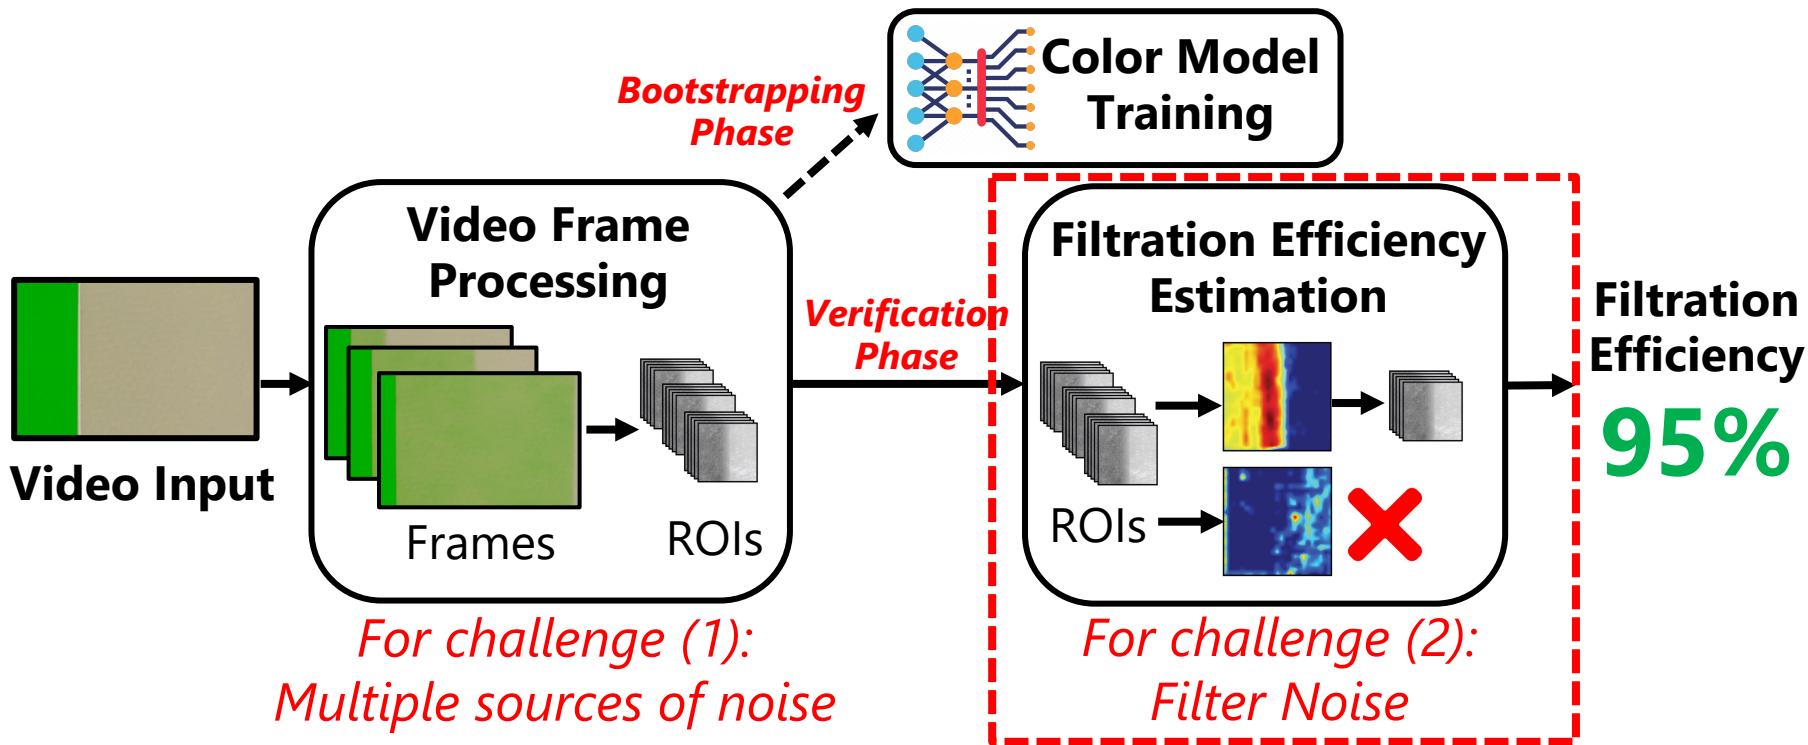 Color Model
Training
Bootstrapping
Phase
Video Frame
Processing
Frames
ROIs
Video Input
Verification
Phase
Filtration Efficiency
Estimation
ROIs
Filtration
Efficiency
95%
For challenge (1):
Multiple sources of noise
For challenge (2):
Filter Noise